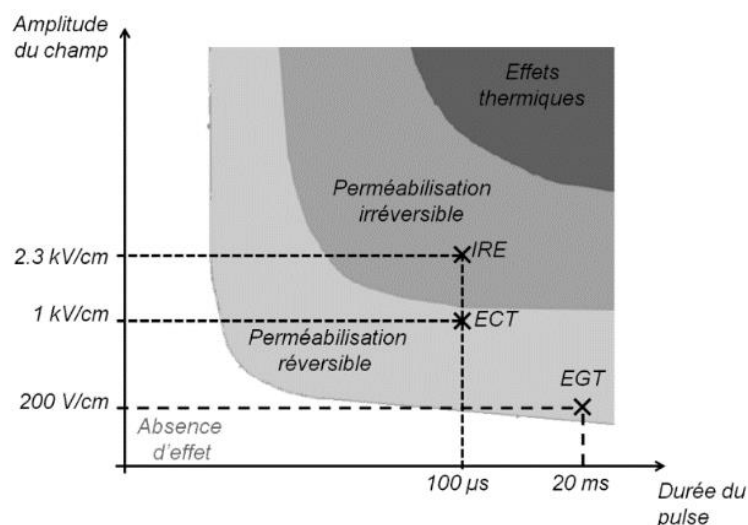 Amplitude
du champ
Effets
thermiques
Perméabilisation
irréversible
2.3 kV/cm
IRE
1 kV/cm
ECT
Perméabilisation
réversible
EGT
200 V/cm
Absence
d'effet
100 µs
20 ms
Durée du
pulse